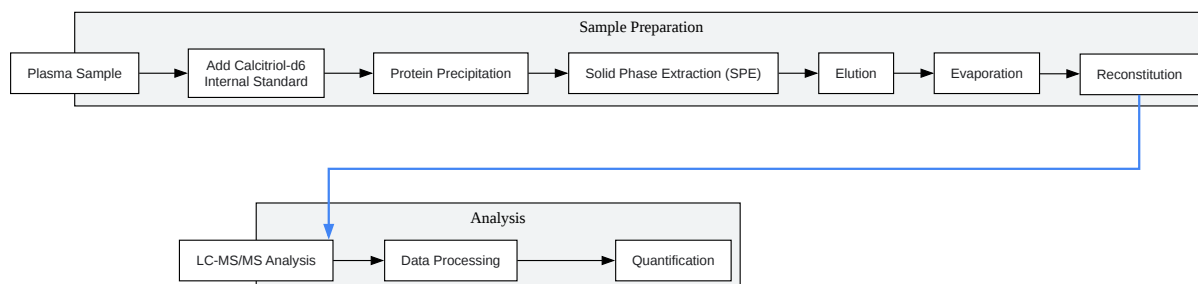 Sample Preparation
Plasma Sample
Add Calcitriol-d6
Internal Standard
Protein Precipitation
Solid Phase Extraction (SPE)
Elution
Evaporation
Reconstitution
Analysis
LC-MS/MS Analysis
Data Processing
Quantification